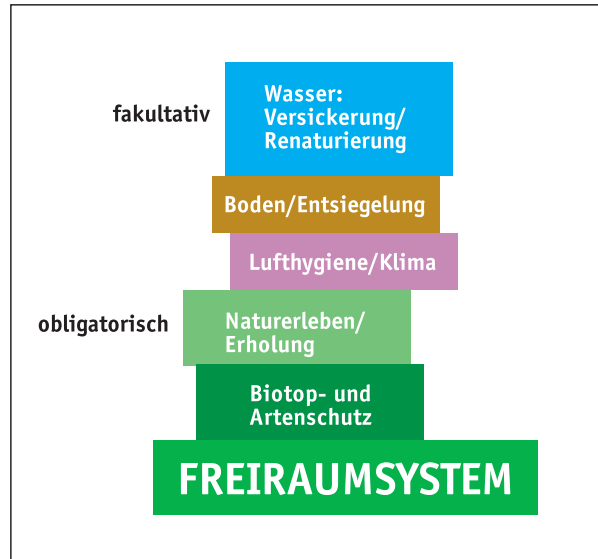 fakultativ
Wasser:
Versickerung/
Renaturierung
Boden/Entsiegelung
Lufthygiene/Klima
obligatorisch
Naturerleben/
Erholung
Biotop- und
Artenschutz
FREIRAUMSYSTEM